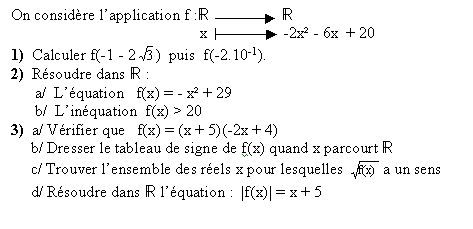 On considère l'application f : ℝ ⟶ ℝ
x ⟼ -2x² - 6x + 20
1) Calculer f(-1 - 2√3) puis f(-2.10⁻¹).
2) Résoudre dans ℝ :
a/ L'équation f(x) = - x² + 29
b/ L'inéquation f(x) > 20
3) a/ Vérifier que f(x) = (x + 5)(-2x + 4)
b/ Dresser le tableau de signe de f(x) quand x parcourt ℝ
c/ Trouver l'ensemble des réels x pour lesquelles √f(x) a un sens
d/ Résoudre dans ℝ l'équation : |f(x)| = x + 5